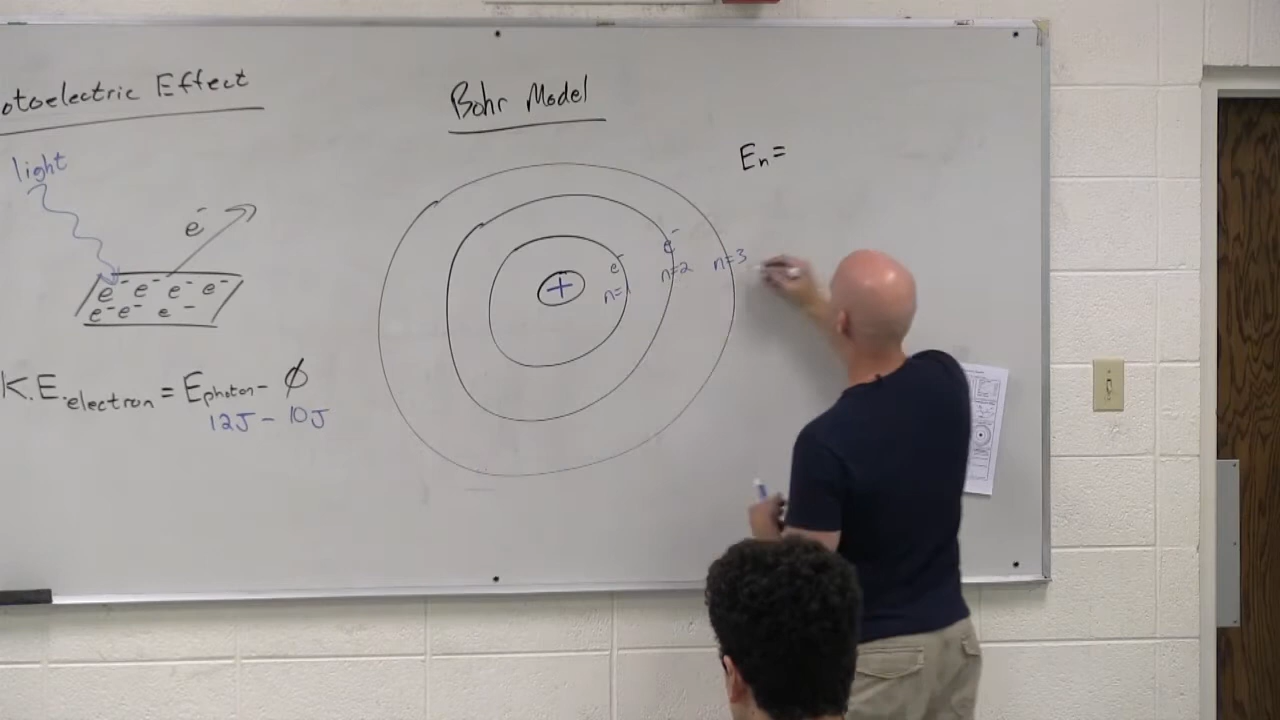 otoelectric Effect
light
e⁻
e⁻ e⁻ e⁻ e⁻
e⁻ e⁻ e⁻
K.E.electron = Ephoton - ϕ
12J - 10J
Bohr Model
+
e⁻
n=1
e⁻
n=2
n=3
En=